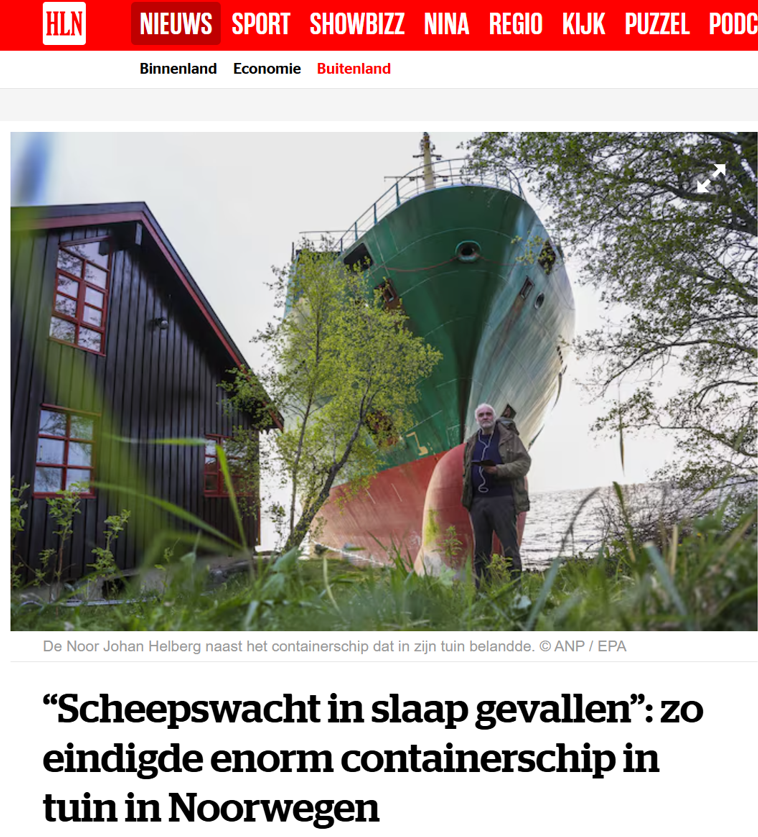 HLN NIEUWS SPORT SHOWBIZZ NINA REGIO KIJK PUZZEL PODC
Binnenland Economie Buitenland
De Noor Johan Helberg naast het containerschip dat in zijn tuin belandde. © ANP / EPA
“Scheepswacht in slaap gevallen”: zo
eindigde enorm containerschip in
tuin in Noorwegen